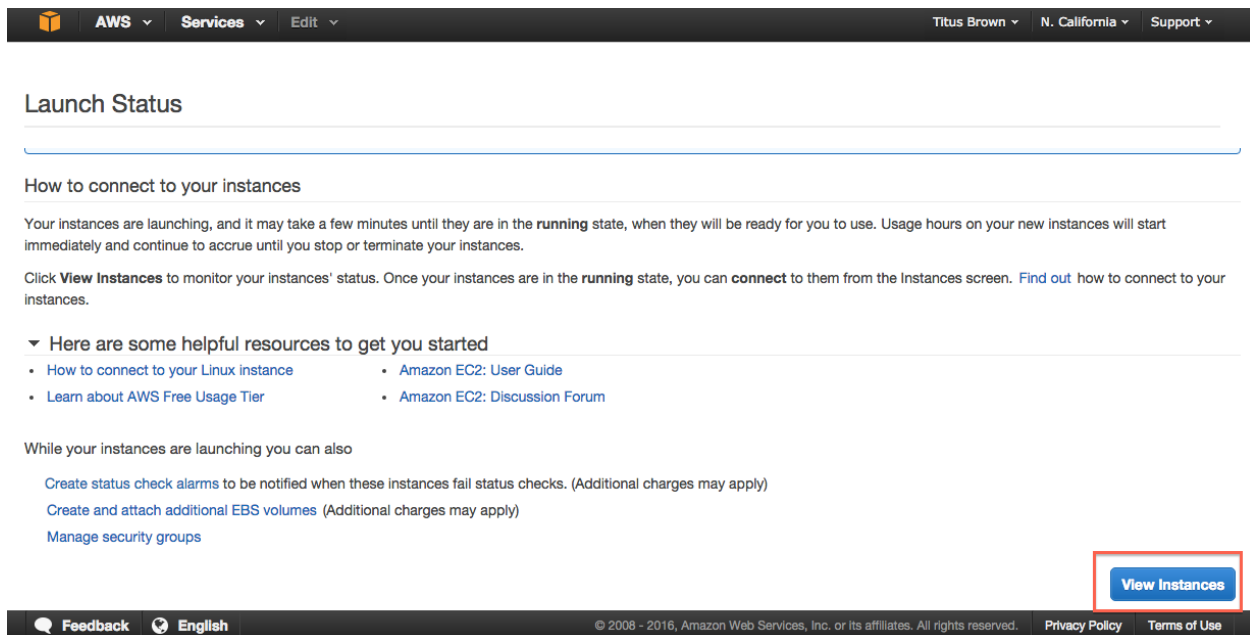 AWS Services Edit Titus Brown N. California Support
Launch Status
How to connect to your instances
Your instances are launching, and it may take a few minutes until they are in the running state, when they will be ready for you to use. Usage hours on your new instances will start
immediately and continue to accrue until you stop or terminate your instances.
Click View Instances to monitor your instances' status. Once your instances are in the running state, you can connect to them from the Instances screen. Find out how to connect to your
instances.
Here are some helpful resources to get you started
• How to connect to your Linux instance • Amazon EC2: User Guide
• Learn about AWS Free Usage Tier • Amazon EC2: Discussion Forum
While your instances are launching you can also
Create status check alarms to be notified when these instances fail status checks. (Additional charges may apply)
Create and attach additional EBS volumes (Additional charges may apply)
Manage security groups
View Instances
Feedback English © 2008 - 2016, Amazon Web Services, Inc. or its affiliates. All rights reserved. Privacy Policy Terms of Use